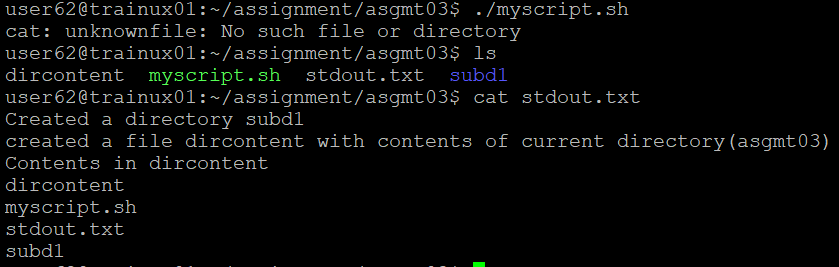 user62@trainux01:~/assignment/asgmt03$ ./myscript.sh
cat: unknownfile: No such file or directory
user62@trainux01:~/assignment/asgmt03$ ls
dircontent  myscript.sh  stdout.txt  subd1
user62@trainux01:~/assignment/asgmt03$ cat stdout.txt
Created a directory subd1
created a file dircontent with contents of current directory(asgmt03)
Contents in dircontent
dircontent
myscript.sh
stdout.txt
subd1